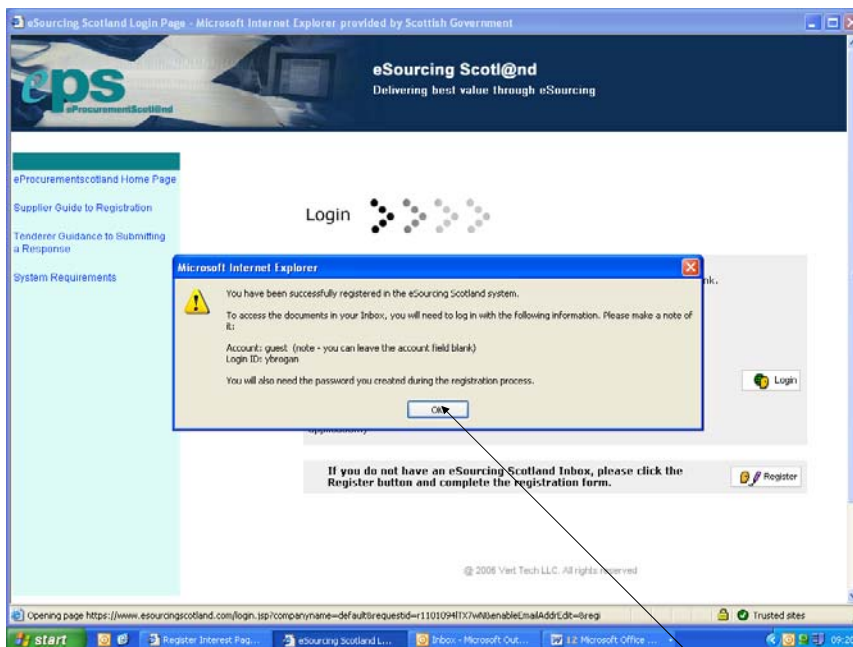 eSourcing Scotland Login Page - Microsoft Internet Explorer provided by Scottish Government
eps
eProcurementScotl@nd
eSourcing Scotl@nd
Delivering best value through eSourcing
eProcurementscotland Home Page
Supplier Guide to Registration
Tenderer Guidance to Submitting
a Response
System Requirements
Login
Microsoft Internet Explorer
nk.
You have been successfully registered in the eSourcing Scotland system.
To access the documents in your Inbox, you will need to log in with the following information. Please make a note of
it:
Account: guest (note - you can leave the account field blank)
Login ID: ybrogan
You will also need the password you created during the registration process.
OK
Login
If you do not have an eSourcing Scotland Inbox, please click the
Register button and complete the registration form.
Register
@ 2006 Vert Tech LLC. All rights reserved
Opening page https://www.esourcingscotland.com/login.jsp?companyname=default&requestid=
Trusted sites
start
Register Interest Pag...
eSourcing Scotland L...
Inbox - Microsoft Out...
12 Microsoft Office ...
09:20